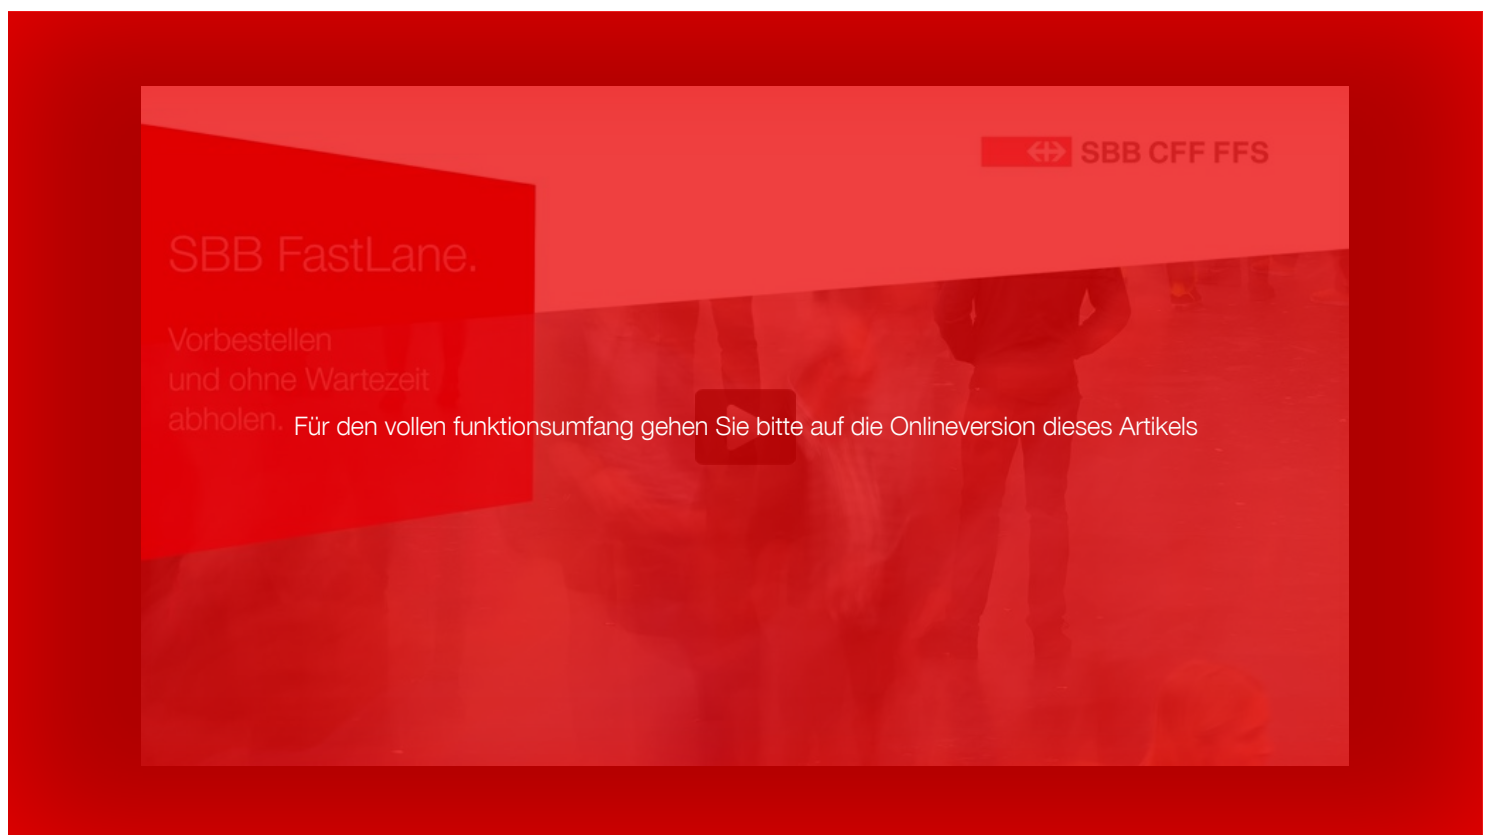 SBB CFF FFS
SBB FastLane.
Vorbestellen
und ohne Wartezeit
abholen.
Für den vollen funktionsumfang gehen Sie bitte auf die Onlineversion dieses Artikels